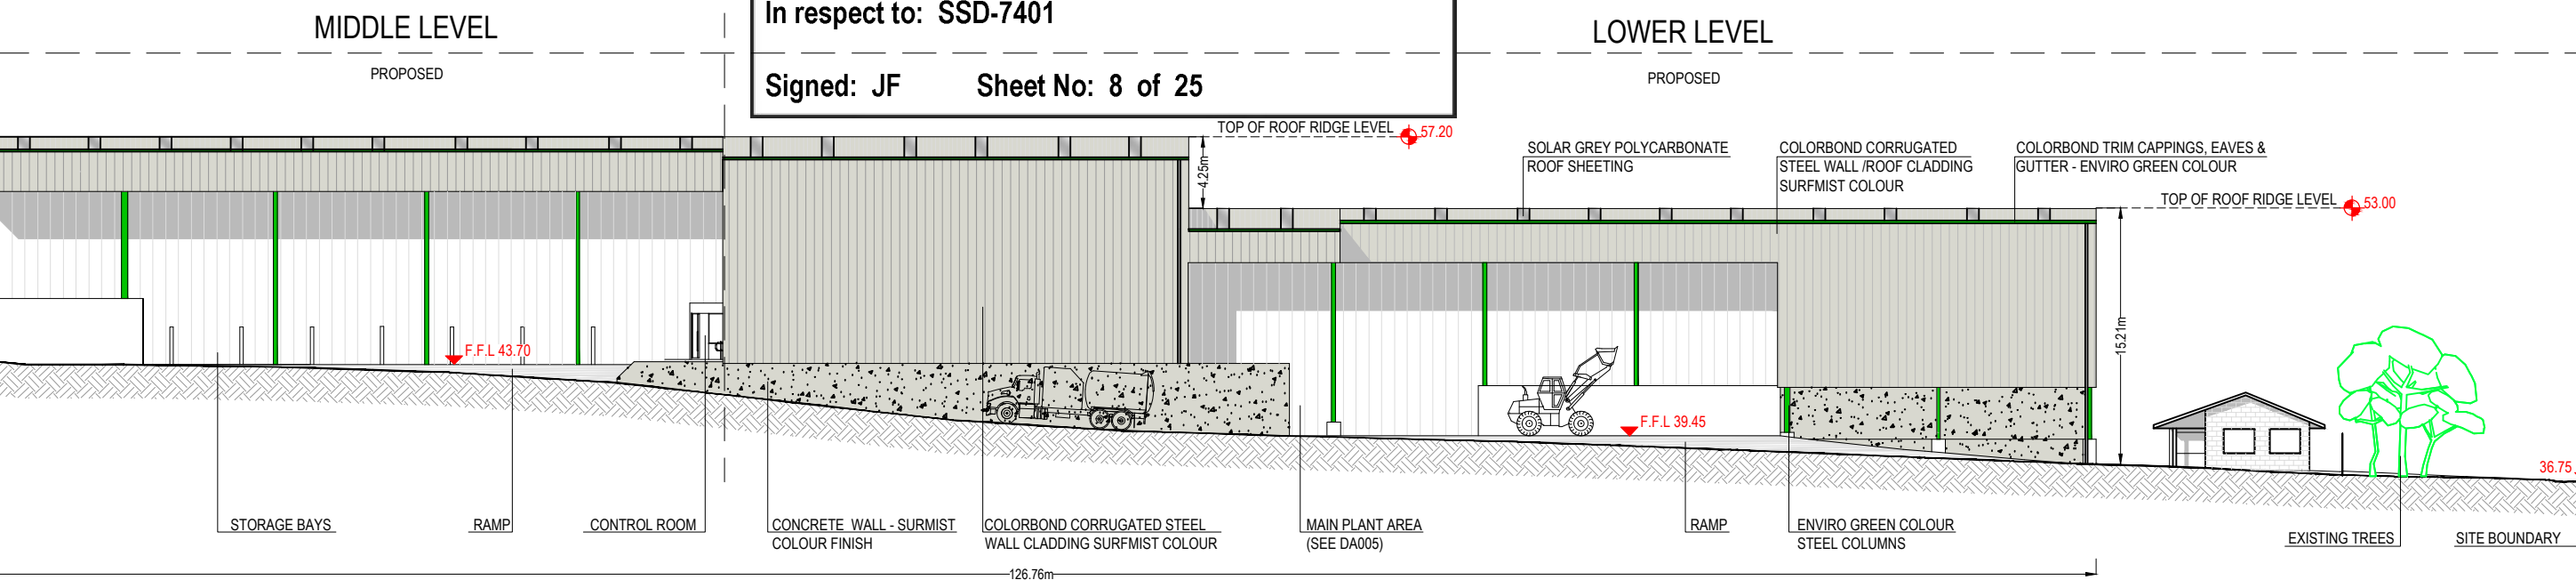 In respect to: SSD-7401
MIDDLE LEVEL
LOWER LEVEL
PROPOSED
PROPOSED
Signed: JF Sheet No: 8 of 25
TOP OF ROOF RIDGE LEVEL 57.20
4.25m
SOLAR GREY POLYCARBONATE
ROOF SHEETING
COLORBOND CORRUGATED
STEEL WALL /ROOF CLADDING
SURFMIST COLOUR
COLORBOND TRIM CAPPINGS, EAVES &
GUTTER - ENVIRO GREEN COLOUR
TOP OF ROOF RIDGE LEVEL 53.00
15.21m
F.F.L 43.70
F.F.L 39.45
36.75
STORAGE BAYS
RAMP
CONTROL ROOM
CONCRETE WALL - SURMIST
COLOUR FINISH
COLORBOND CORRUGATED STEEL
WALL CLADDING SURFMIST COLOUR
MAIN PLANT AREA
(SEE DA005)
RAMP
ENVIRO GREEN COLOUR
STEEL COLUMNS
EXISTING TREES
SITE BOUNDARY
126.76m